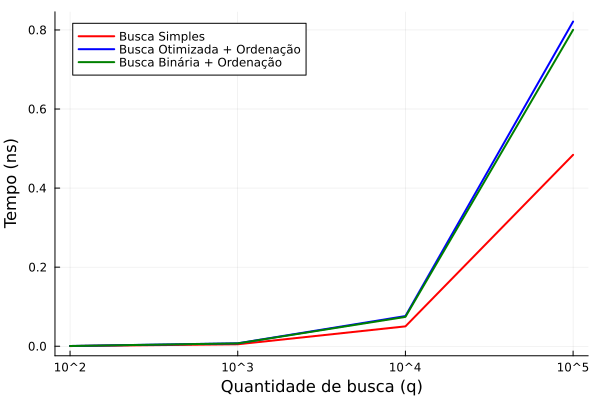 Busca Simples
Busca Otimizada + Ordenação
Busca Binária + Ordenação
Tempo (ns)
0.8
0.6
0.4
0.2
0.0
10^2
10^3
10^4
10^5
Quantidade de busca (q)